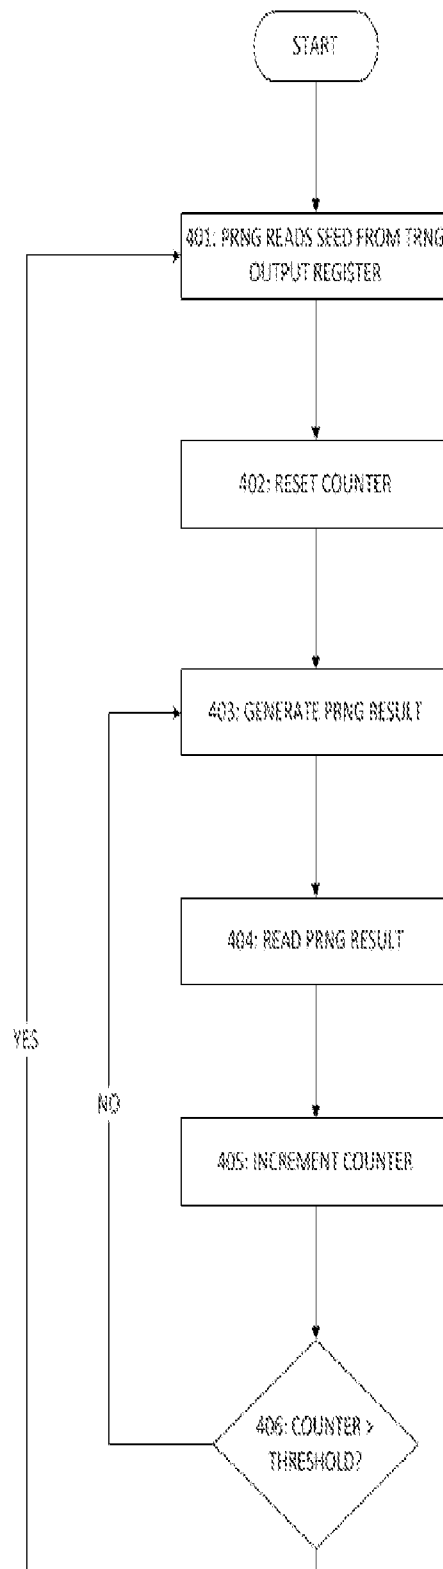 START
401: PRNG READS SEED FROM TRNG
OUTPUT REGISTER
402: RESET COUNTER
403: GENERATE PRNG RESULT
404: READ PRNG RESULT
YES
NO
405: INCREMENT COUNTER
406: COUNTER >
THRESHOLD?